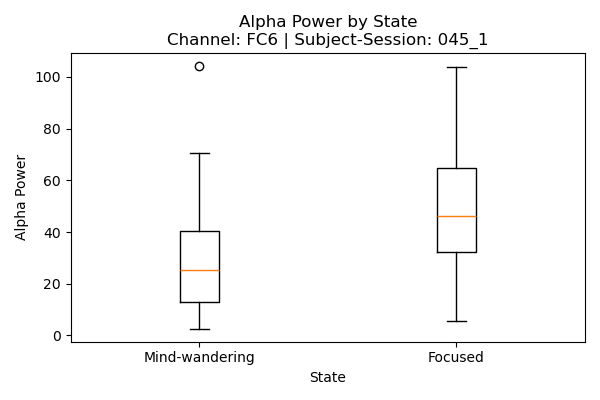 Alpha Power by State
Channel: FC6 | Subject-Session: 045_1
Alpha Power
100
80
60
40
20
0
Mind-wandering
Focused
State